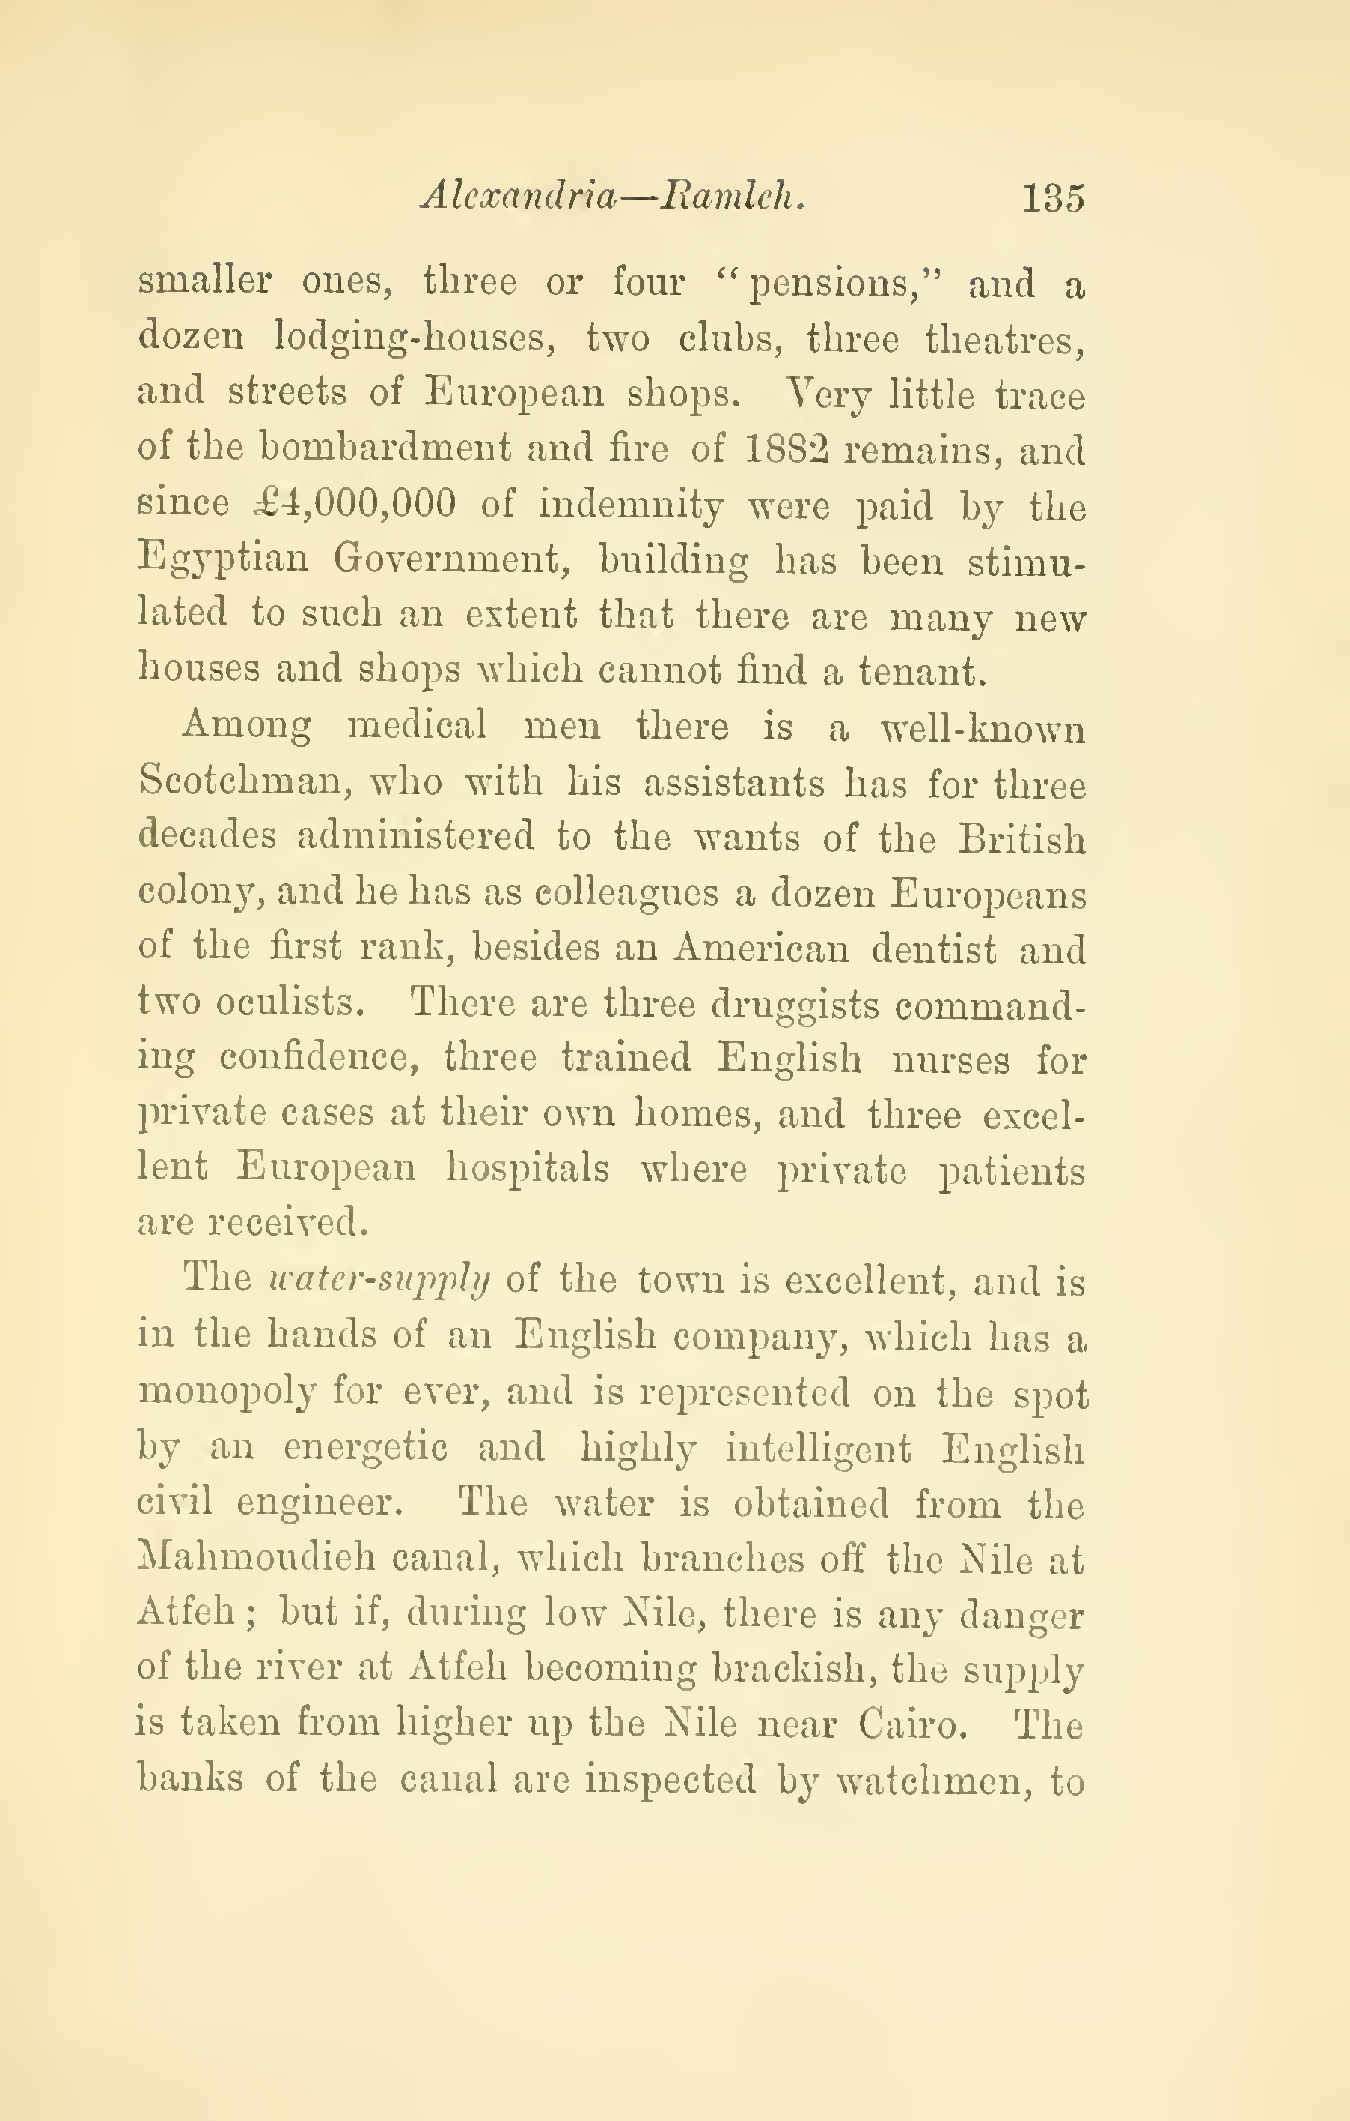 Alexandria—Ramleh. 135
smaller ones, three or four “pensions,” and a
dozen lodging-houses, two clubs, three theatres,
and streets of European shops. Very little trace
of the bombardment and fire of 1882 remains, and
since £4,000,000 of indemnity were paid by the
Egyptian Government, building has been stimu-
lated to such an extent that there are many new
houses and shops which cannot find a tenant.
Among medical men there is a well-known
Scotchman, who with his assistants has for three
decades administered to the wants of the British
colony, and he has as colleagues a dozen Europeans
of the first rank, besides an American dentist and
two oculists. There are three druggists command-
ing confidence, three trained English nurses for
private cases at their own homes, and three excel-
lent European hospitals where private patients
are received.
The water-supply of the town is excellent, and is
in the hands of an English company, which has a
monopoly for ever, and is represented on the spot
by an energetic and highly intelligent English
civil engineer. The water is obtained from the
Mahmoudieh canal, which branches off the Nile at
Atfeh ; but if, during low Nile, there is any danger
of the river at Atfeh becoming brackish, the supply
is taken from higher up the Nile near Cairo. The
banks of the canal are inspected by watchmen, to